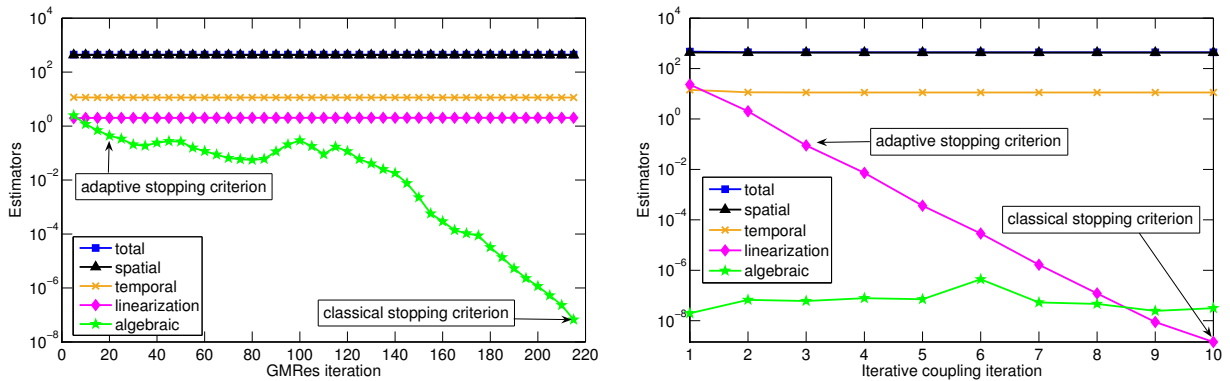 10^4
10^2
10^0
10^-2
10^-4
10^-6
10^-8
Estimators
adaptive stopping criterion
total
spatial
temporal
linearization
algebraic
classical stopping criterion
0 20 40 60 80 100 120 140 160 180 200 220
GMRes iteration
10^4
10^2
10^0
10^-2
10^-4
10^-6
10^-8
Estimators
adaptive stopping criterion
total
spatial
temporal
linearization
algebraic
classical stopping criterion
1 2 3 4 5 6 7 8 9 10
Iterative coupling iteration